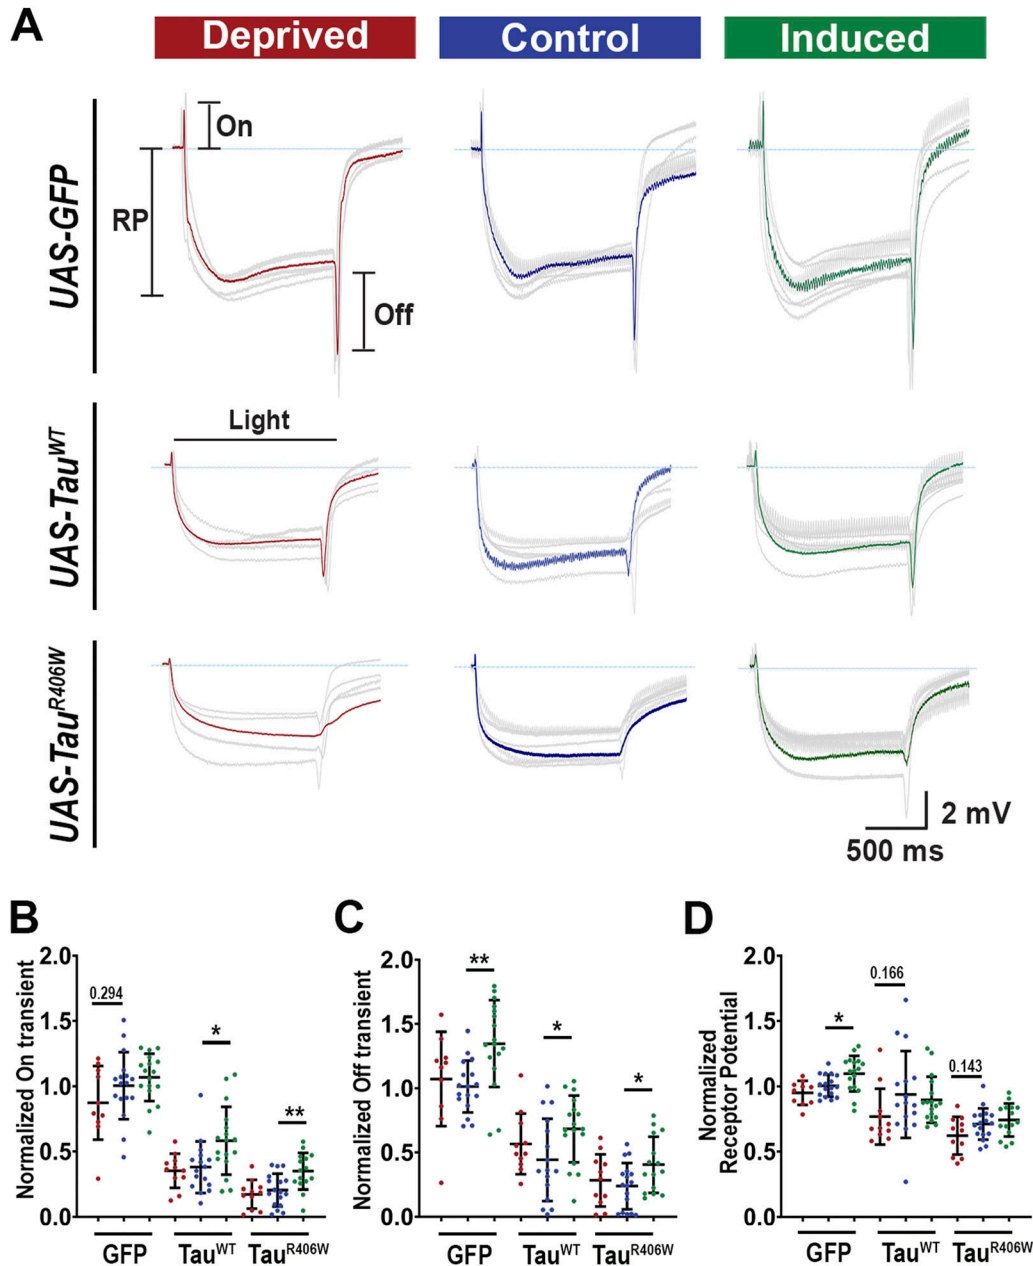 A
Deprived Control Induced
UAS-GFP
On
RP
Off
UAS-Tau^WT
Light
UAS-Tau^R406W
2 mV
500 ms
B
Normalized On transient
2.0
1.5
1.0
0.5
0.0
0.294
*
**
GFP Tau^WT Tau^R406W
C
Normalized Off transient
2.0
1.5
1.0
0.5
0.0
**
*
*
GFP Tau^WT Tau^R406W
D
Normalized
Receptor Potential
2.0
1.5
1.0
0.5
0.0
*
0.166
0.143
GFP Tau^WT Tau^R406W